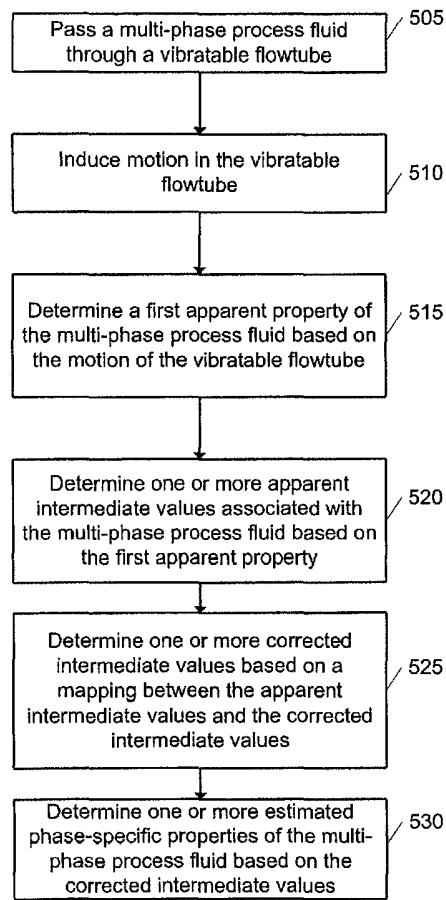 Pass a multi-phase process fluid
through a vibratable flowtube
505
Induce motion in the vibratable
flowtube
510
Determine a first apparent property of
the multi-phase process fluid based on
the motion of the vibratable flowtube
515
Determine one or more apparent
intermediate values associated with
the multi-phase process fluid based on
the first apparent property
520
Determine one or more corrected
intermediate values based on a
mapping between the apparent
intermediate values and the corrected
intermediate values
525
Determine one or more estimated
phase-specific properties of the multi-
phase process fluid based on the
corrected intermediate values
530